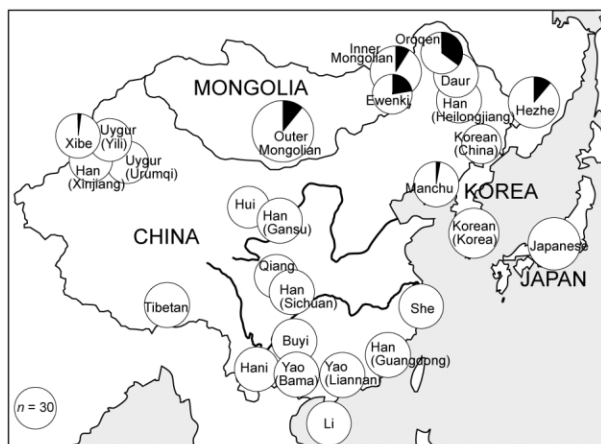 Oroqen
Inner
Mongolian
MONGOLIA
Daur
Ewenki
Han
(Heilongjiang)
Hezhe
Outer
Mongolian
Uygur
(Yili)
Xibe
Uygur
(Urumqi)
Han
(Xinjiang)
Korean
(China)
Manchu
KOREA
Hui
Han
(Gansu)
Korean
(Korea)
CHINA
Japanese
JAPAN
Qiang
Han
(Sichuan)
Tibetan
She
Buyi
Han
(Guangdong)
Hani
Yao
(Bama)
Yao
(Liannan)
n = 30
Li